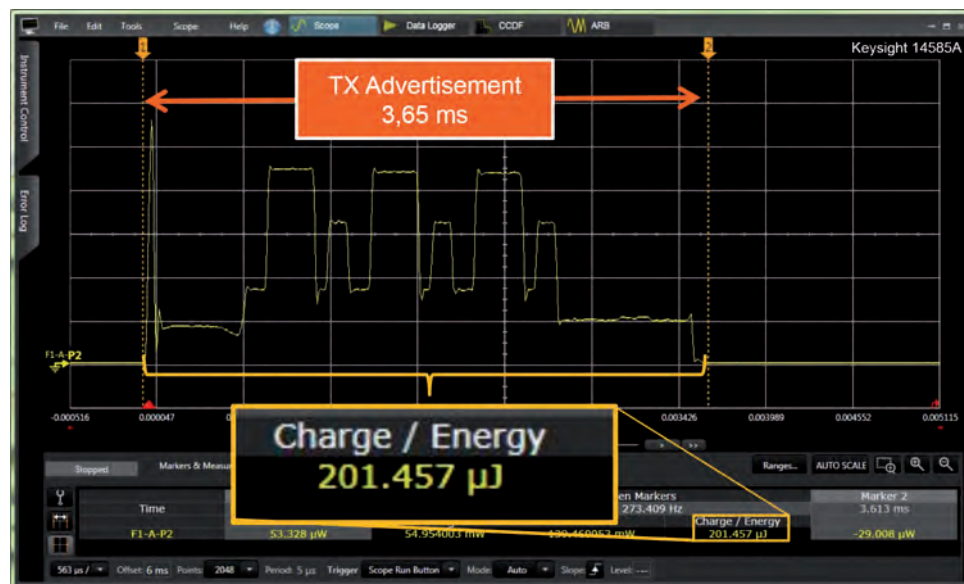 File Edit Tools Scope Help Scope Data Logger CCDF ARB
Keysight 14585A
Instrument Control
Error Log
1
2
TX Advertisement
3,65 ms
F1-A-P2
-0.000516 0.000047 0.003426 0.003989 0.004552 0.005115
Charge / Energy
201.457 µJ
Stopped Markers & Measu Ranges... AUTO SCALE
en Markers Marker 2
Time 273.409 Hz 3.613 ms
Charge / Energy
F1-A-P2 53.328 µW 54.954003 mW 201.457 µJ -29.008 µW
563 µs / Offset: 6 ms Points: 2048 Period: 5 µs Trigger Scope Run Button Mode: Auto Slope: Level: ---